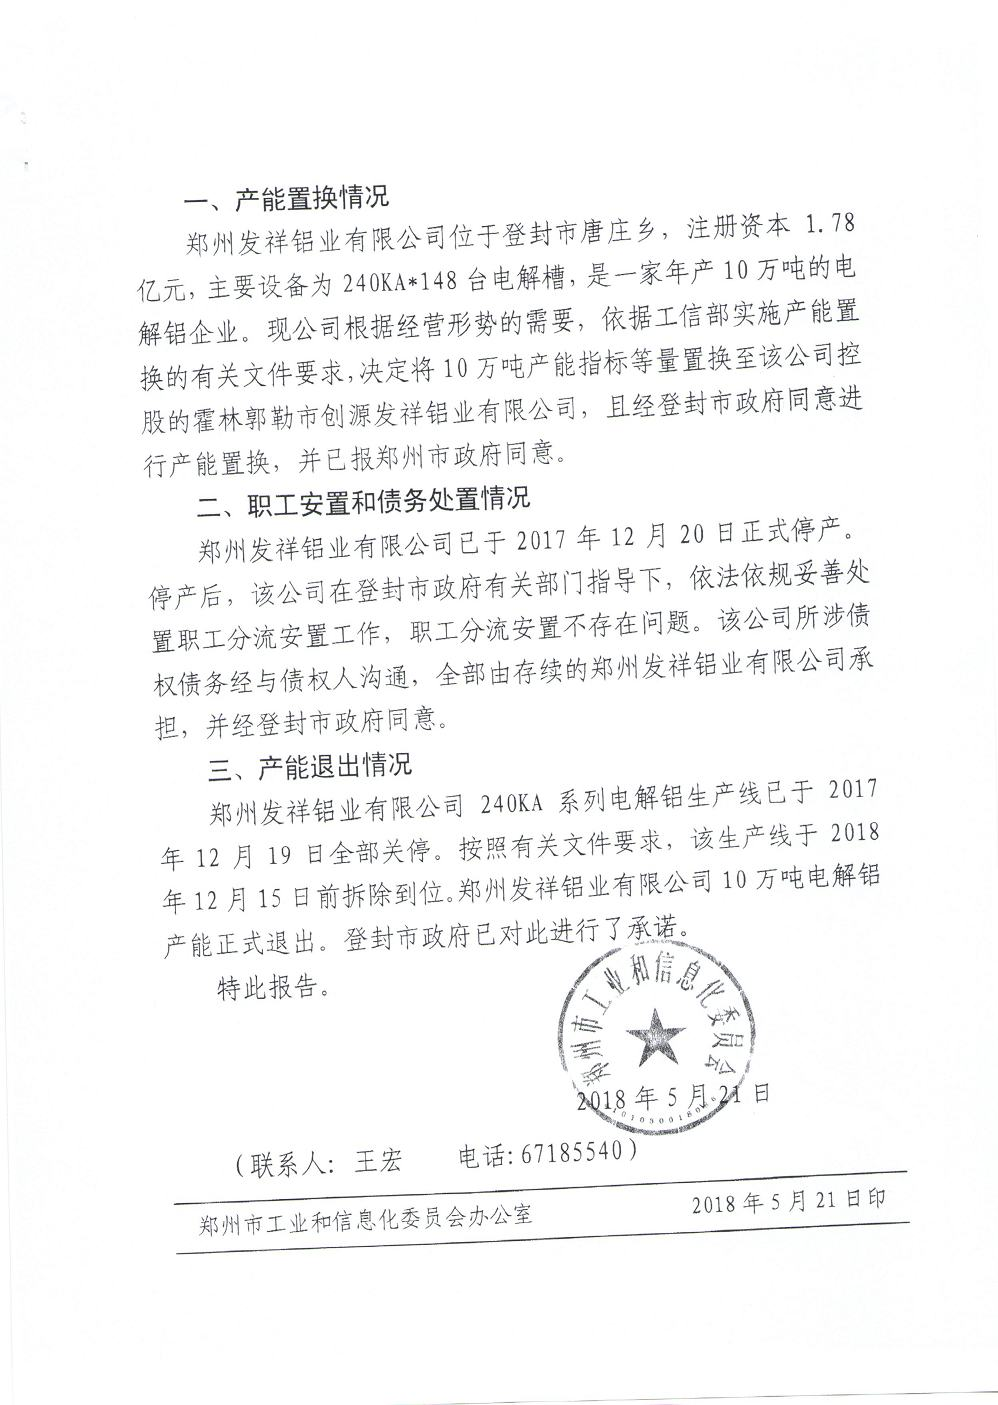 一、产能置换情况
郑州发祥铝业有限公司位于登封市唐庄乡，注册资本 1.78
亿元，主要设备为 240KA*148 台电解槽，是一家年产 10 万吨的电
解铝企业。现公司根据经营形势的需要，依据工信部实施产能置
换的有关文件要求，决定将 10 万吨产能指标等量置换至该公司控
股的霍林郭勒市创源发祥铝业有限公司，且经登封市政府同意进
行产能置换，并已报郑州市政府同意。
二、职工安置和债务处置情况
郑州发祥铝业有限公司已于 2017 年 12 月 20 日正式停产。
停产后，该公司在登封市政府有关部门指导下，依法依规妥善处
置职工分流安置工作，职工分流安置不存在问题。该公司所涉债
权债务经与债权人沟通，全部由存续的郑州发祥铝业有限公司承
担，并经登封市政府同意。
三、产能退出情况
郑州发祥铝业有限公司 240KA 系列电解铝生产线已于 2017
年 12 月 19 日全部关停。按照有关文件要求，该生产线于 2018
年 12 月 15 日前拆除到位。郑州发祥铝业有限公司 10 万吨电解铝
产能正式退出。登封市政府已对此进行了承诺。
特此报告。
郑州市工业和信息化委员会
2018 年 5 月 21 日
（联系人：王宏 电话：67185540）
郑州市工业和信息化委员会办公室 2018 年 5 月 21 日印